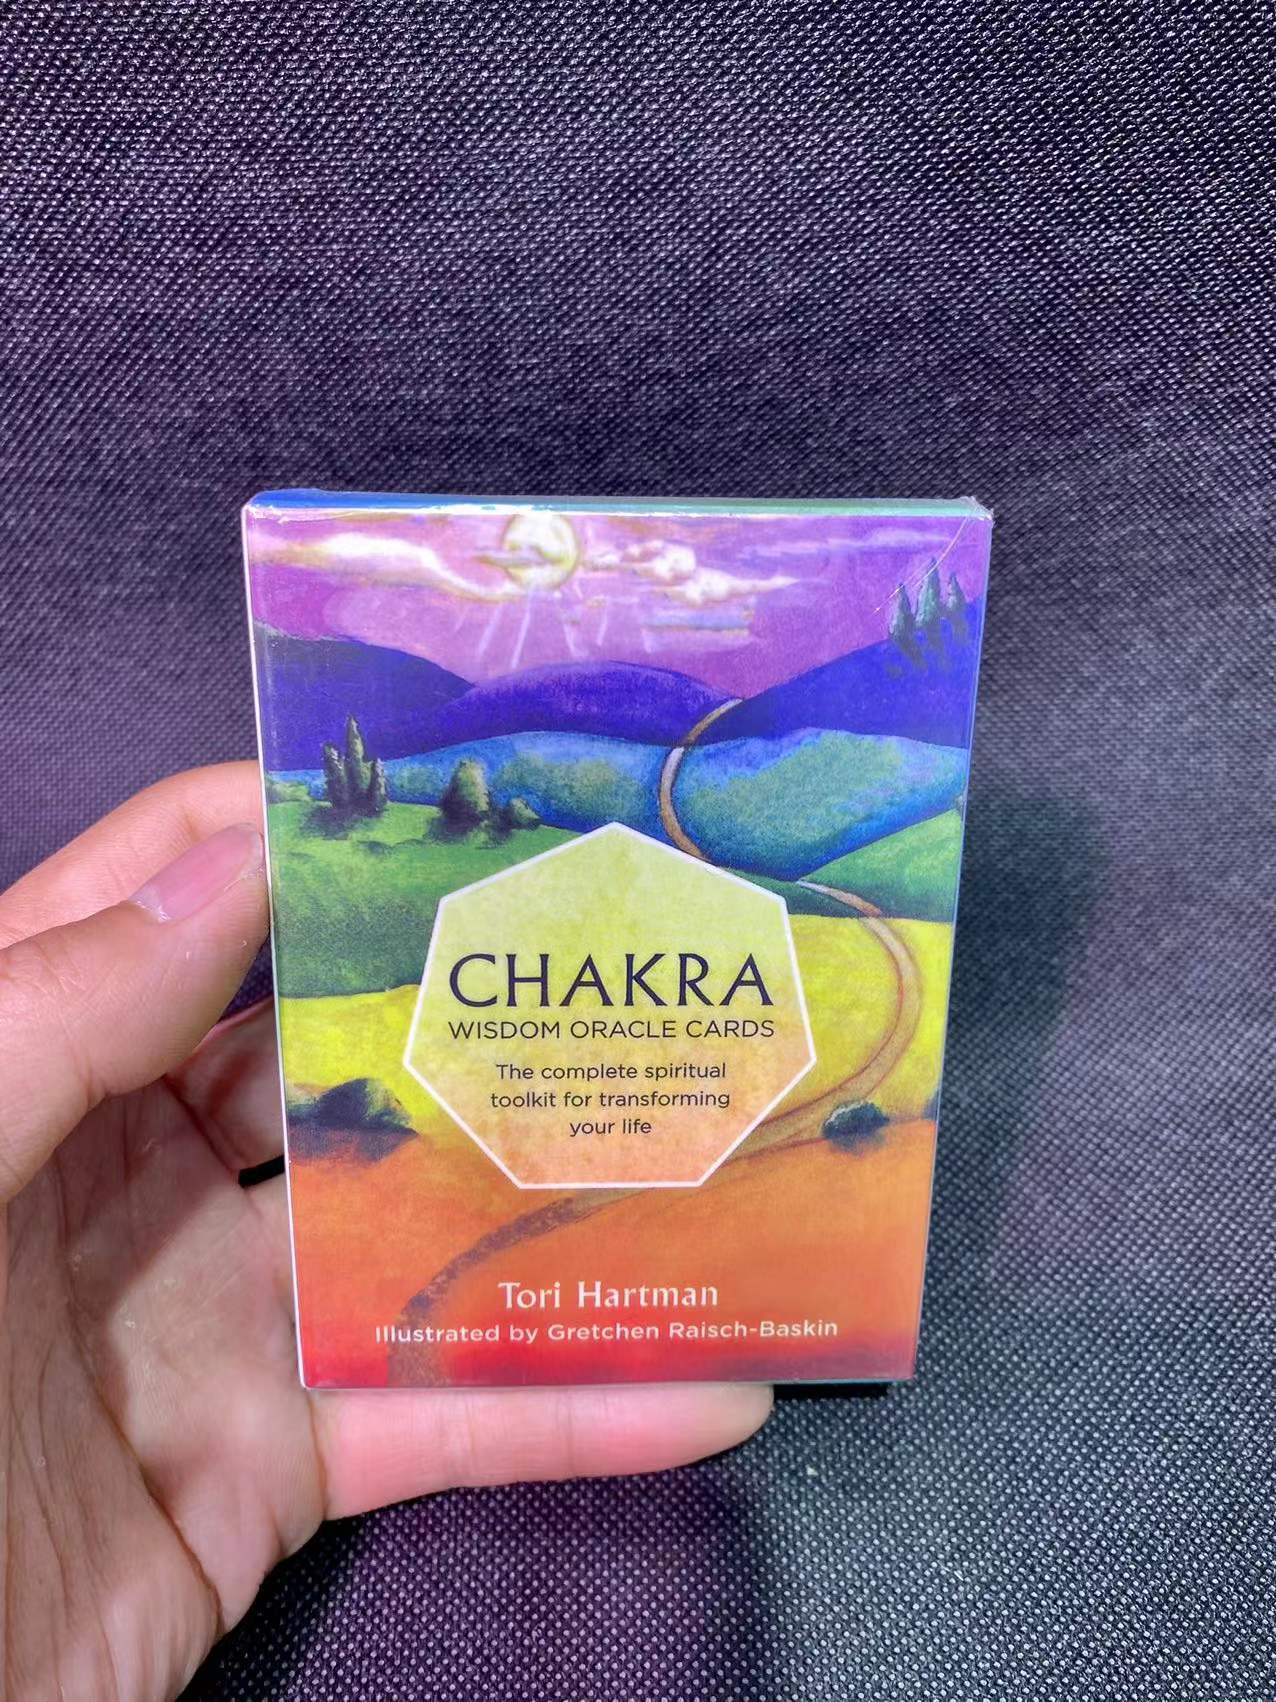 CHAKRA
WISDOM ORACLE CARDS
The complete spiritual
toolkit for transforming
your life
Tori Hartman
Illustrated by Gretchen Raisch-Baskin